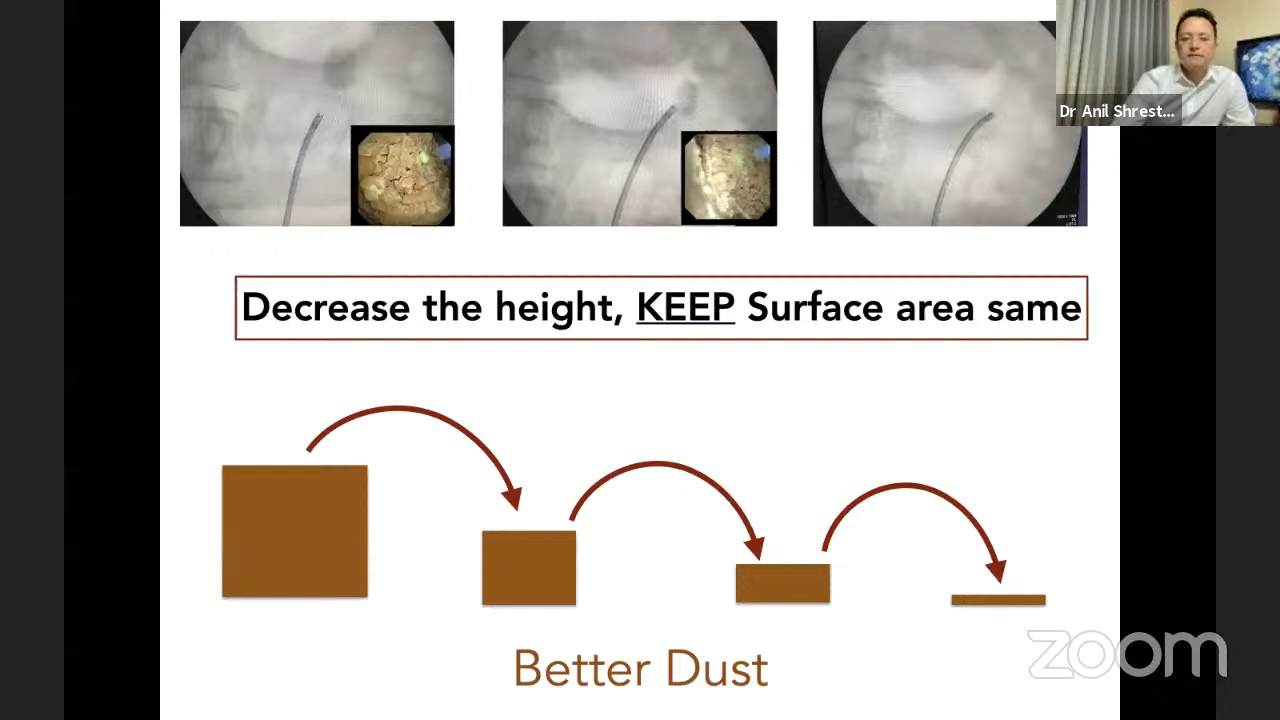 Dr Anil Shrest...
Decrease the height, KEEP Surface area same
Better Dust
zoom